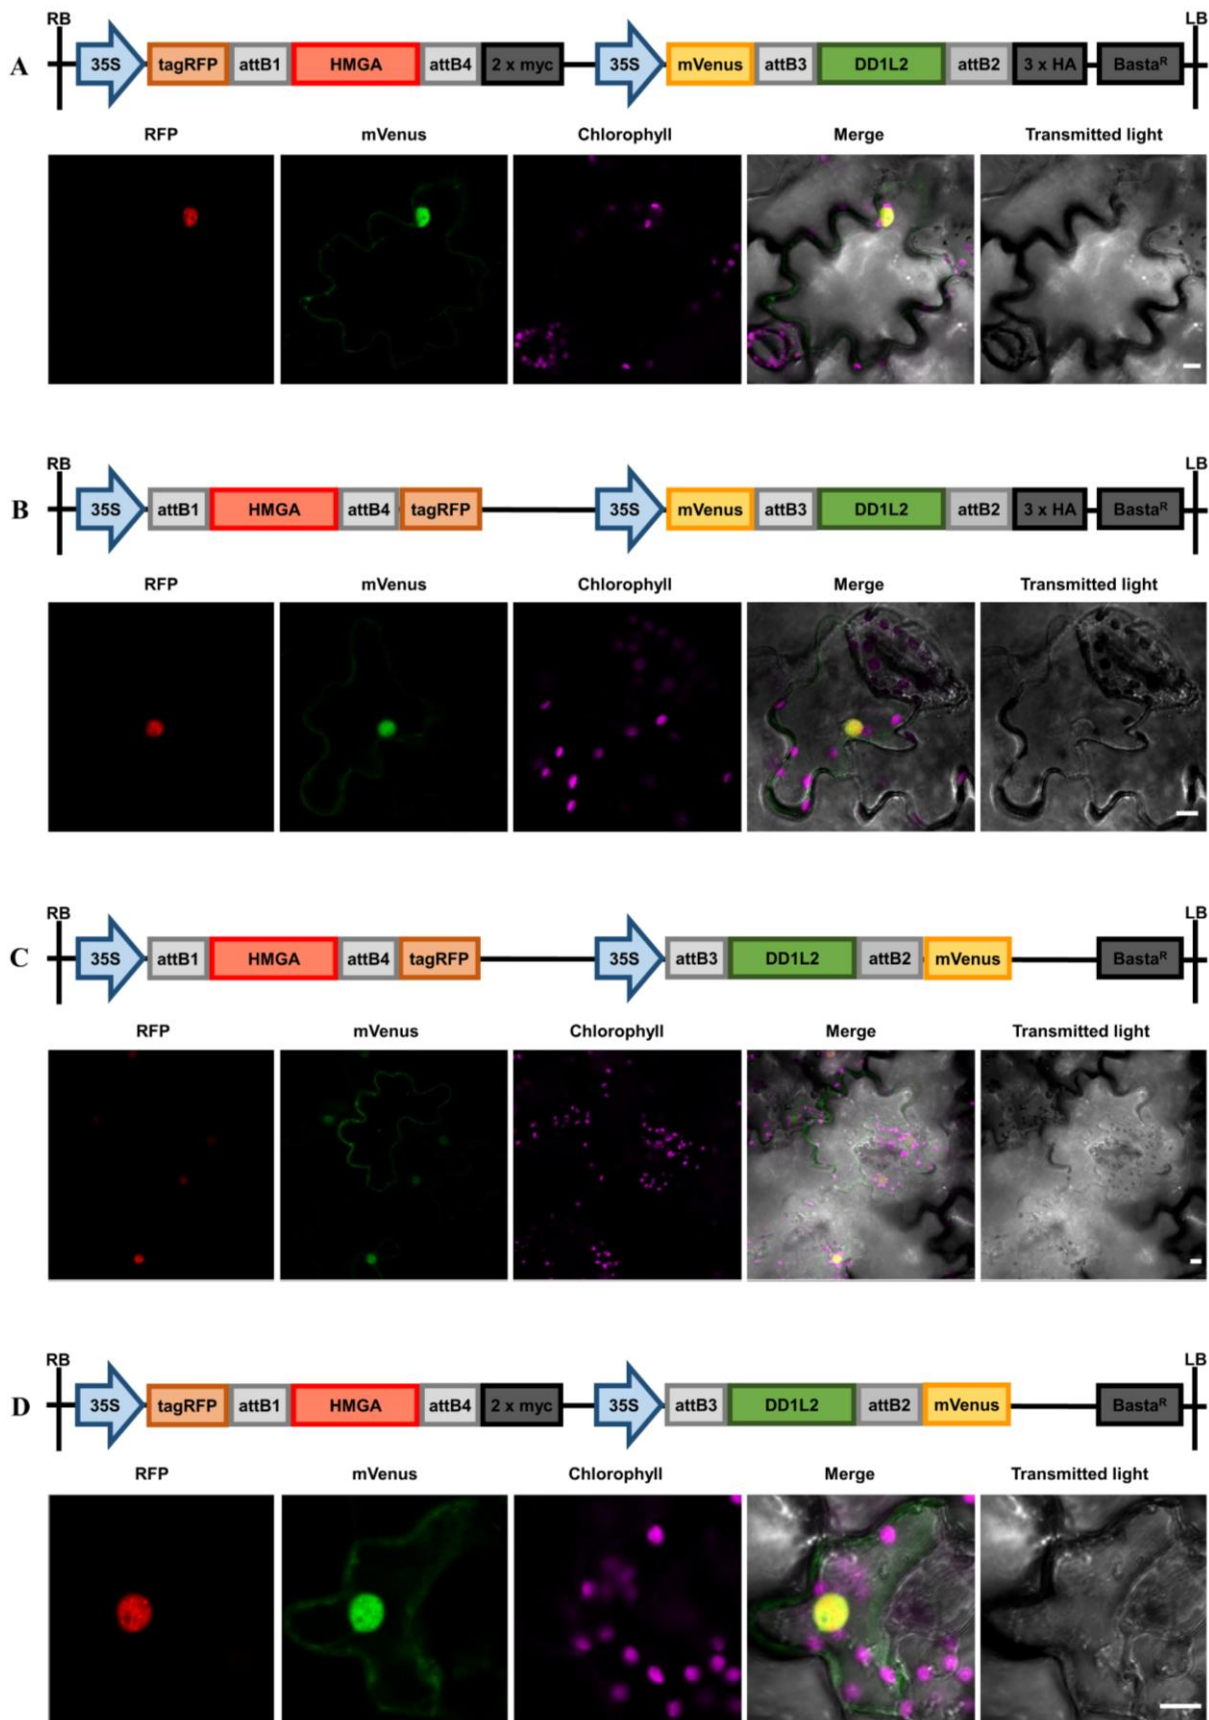 RB LB
A 35S tagRFP attB1 HMGA attB4 2 x myc 35S mVenus attB3 DD1L2 attB2 3 x HA Basta^R
RFP mVenus Chlorophyll Merge Transmitted light
RB LB
B 35S attB1 HMGA attB4 tagRFP 35S mVenus attB3 DD1L2 attB2 3 x HA Basta^R
RFP mVenus Chlorophyll Merge Transmitted light
RB LB
C 35S attB1 HMGA attB4 tagRFP 35S attB3 DD1L2 attB2 mVenus Basta^R
RFP mVenus Chlorophyll Merge Transmitted light
RB LB
D 35S tagRFP attB1 HMGA attB4 2 x myc 35S attB3 DD1L2 attB2 mVenus Basta^R
RFP mVenus Chlorophyll Merge Transmitted light